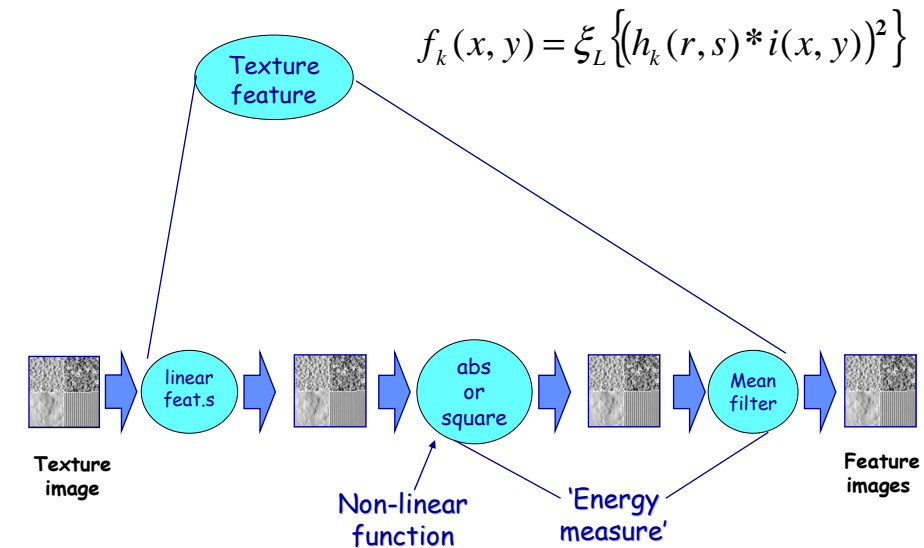 f_k(x, y) = ξ_L{(h_k(r, s) * i(x, y))²}
Texture
feature
linear
feat.s
abs
or
square
Mean
filter
Texture
image
Feature
images
Non-linear
function
‘Energy
measure’